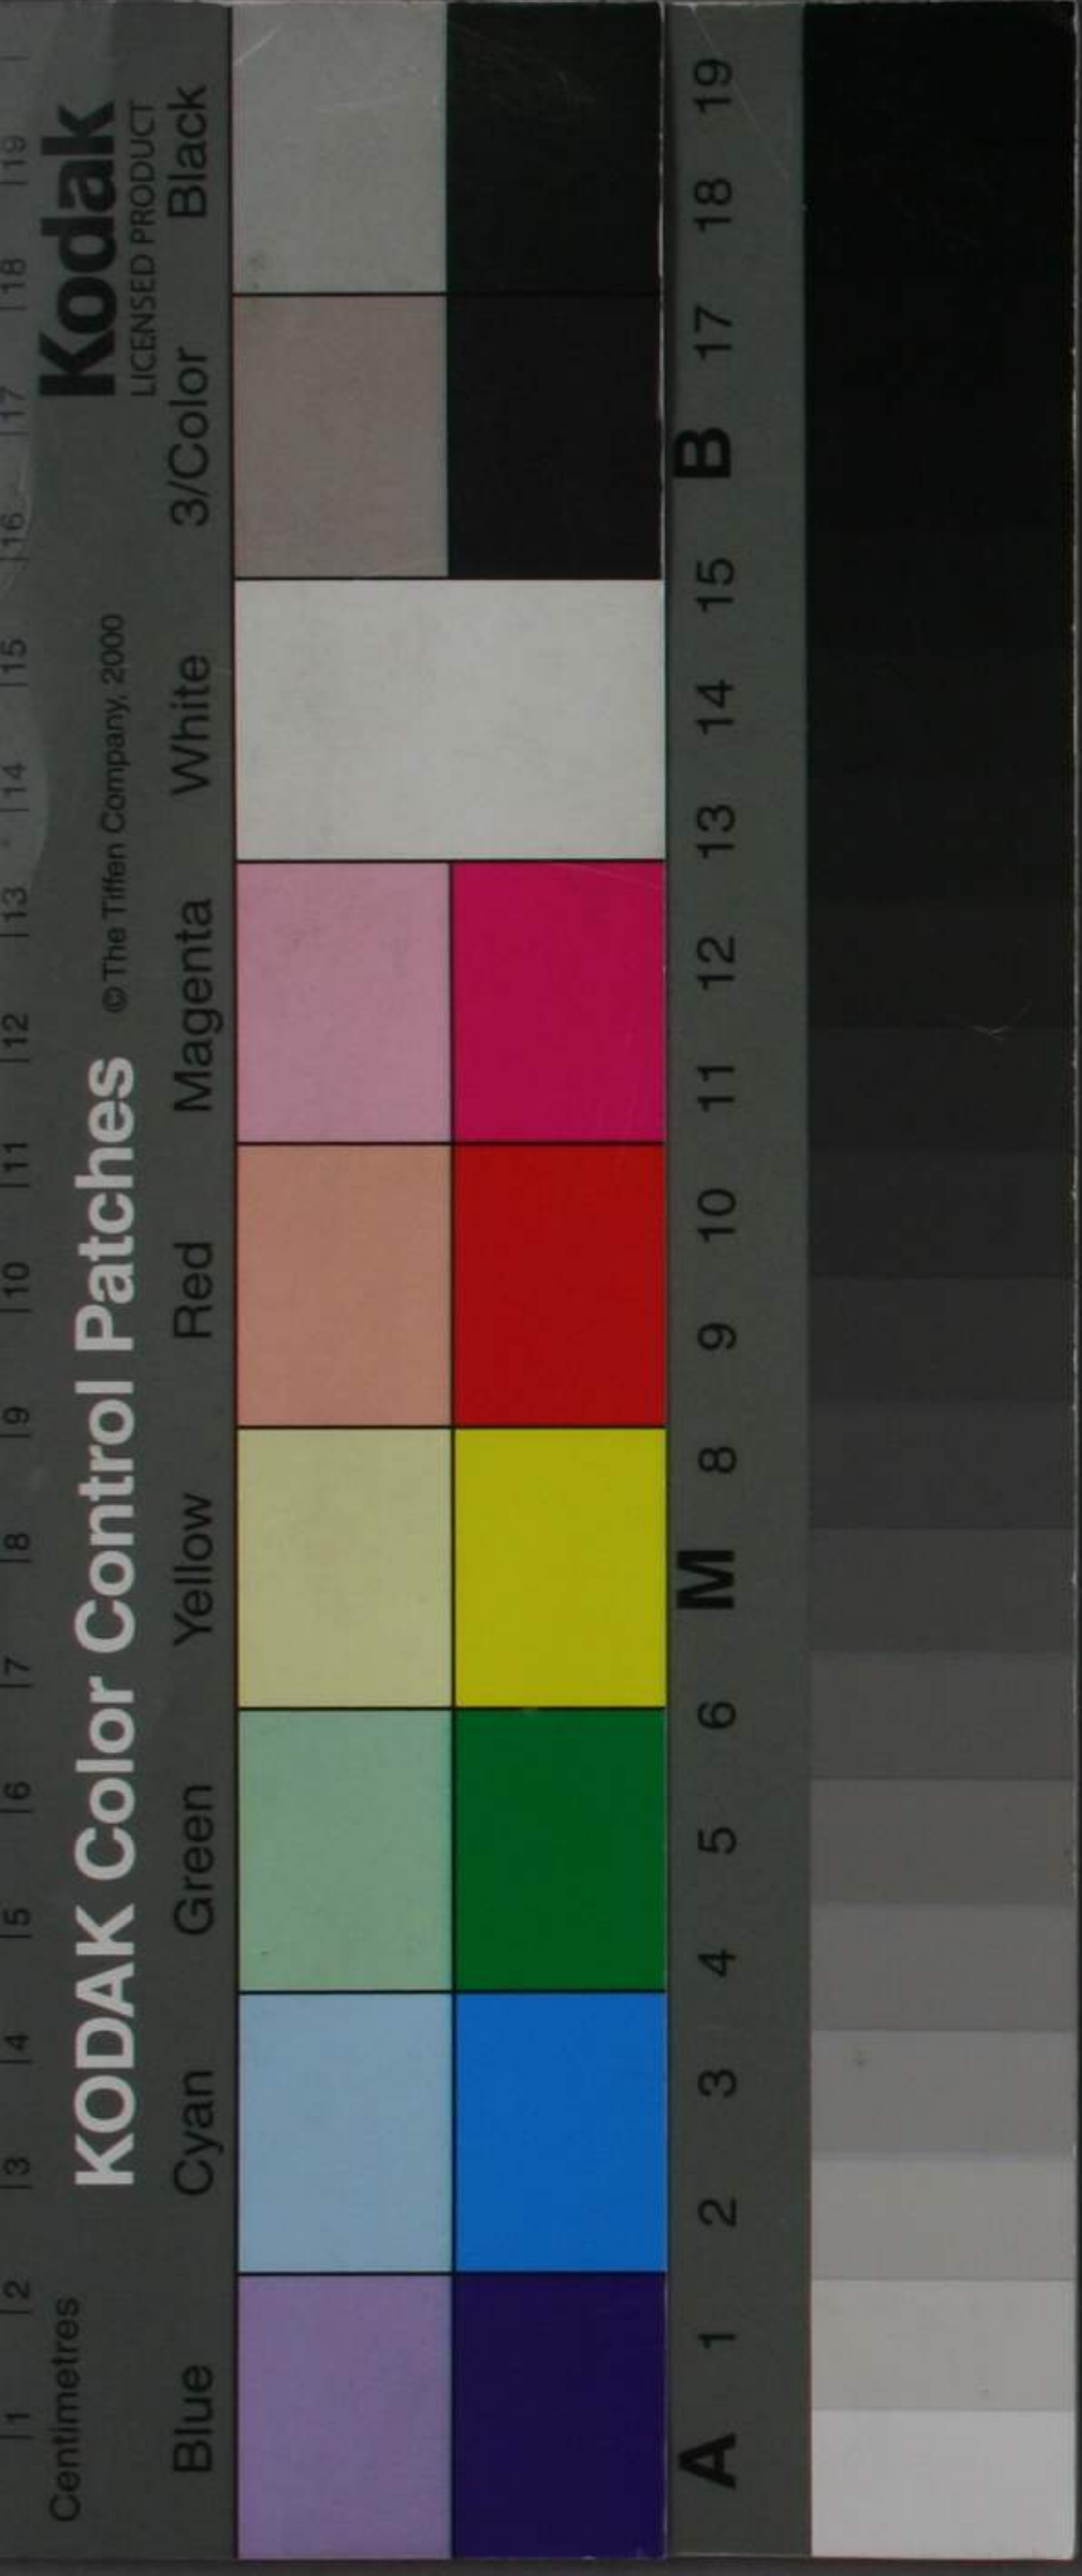 Centimetres
1 2 3 4 5 6 7 8 9 10 11 12 13 14 15 16 17 18 19
KODAK Color Control Patches
© The Tiffen Company, 2000
Kodak
LICENSED PRODUCT
Blue Cyan Green Yellow Red Magenta White 3/Color Black
A 1 2 3 4 5 6 M 8 9 10 11 12 13 14 15 B 17 18 19